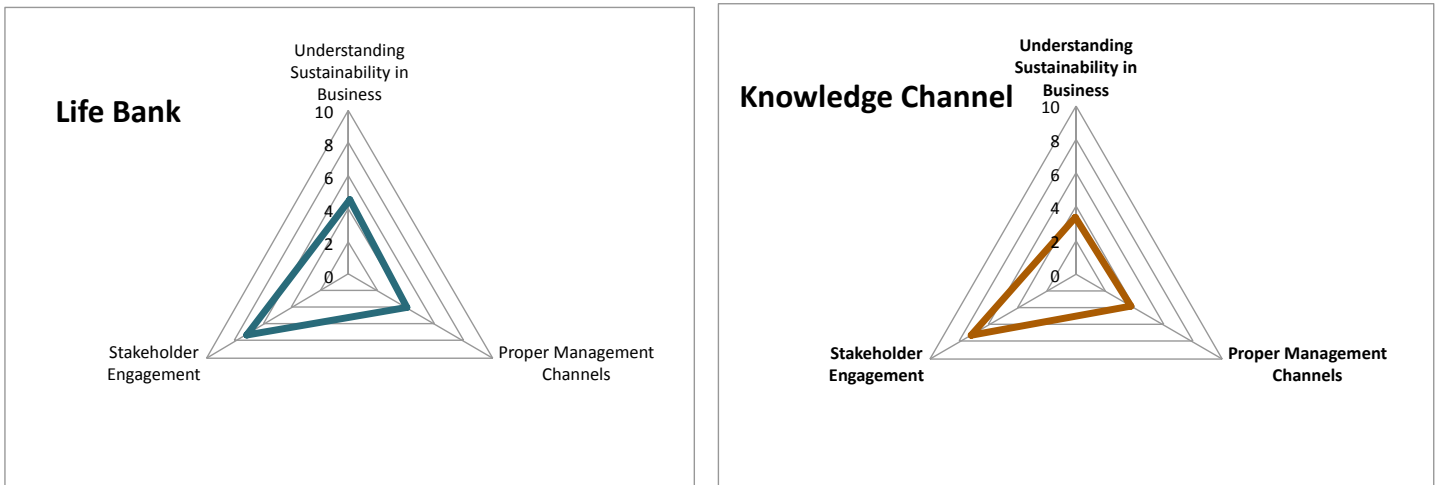 Understanding
Sustainability in
Business
Life Bank
10
8
6
4
2
0
Stakeholder
Engagement
Proper Management
Channels
Understanding
Sustainability in
Business
Knowledge Channel
10
8
6
4
2
0
Stakeholder
Engagement
Proper Management
Channels